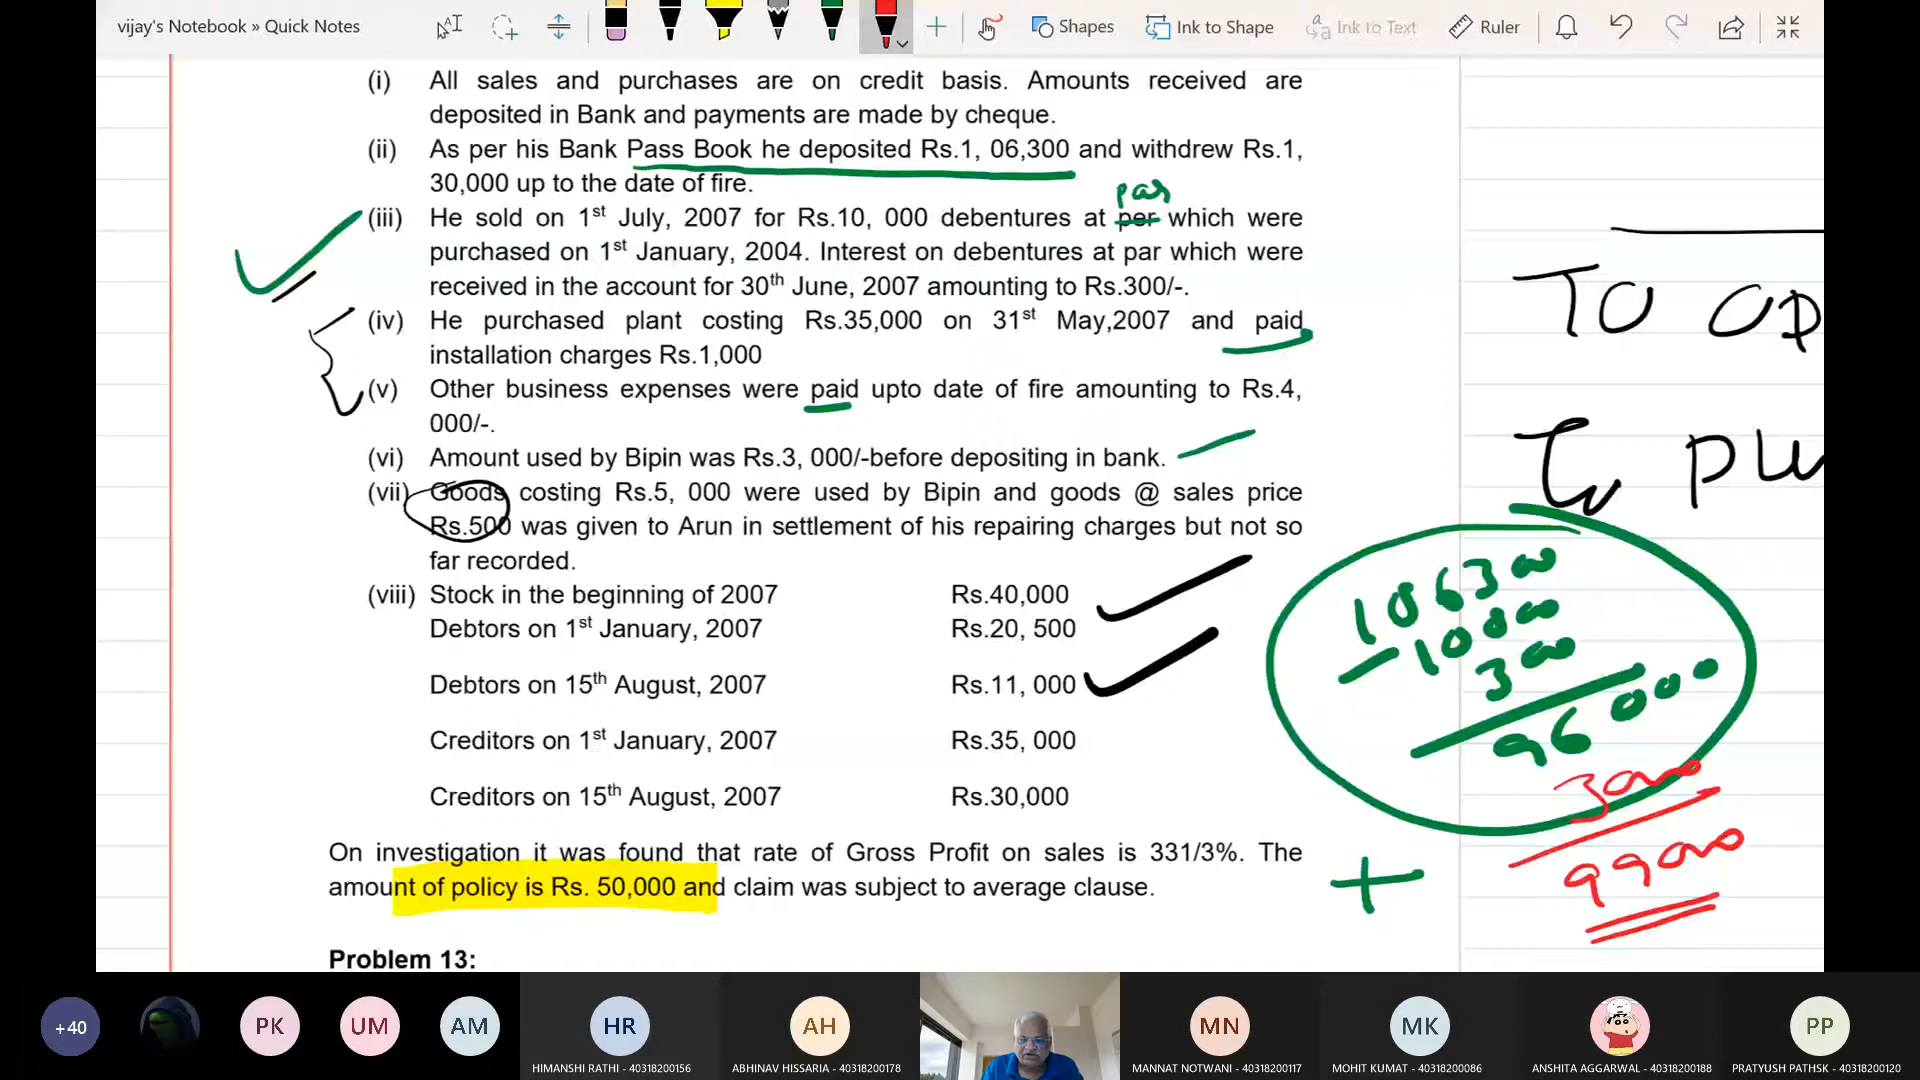 vijay's Notebook » Quick Notes
Shapes
Ink to Shape
Ink to Text
Ruler
(i) All sales and purchases are on credit basis. Amounts received are
deposited in Bank and payments are made by cheque.
(ii) As per his Bank Pass Book he deposited Rs.1, 06,300 and withdrew Rs.1,
30,000 up to the date of fire.
par
(iii) He sold on 1st July, 2007 for Rs.10, 000 debentures at per which were
purchased on 1st January, 2004. Interest on debentures at par which were
received in the account for 30th June, 2007 amounting to Rs.300/-.
(iv) He purchased plant costing Rs.35,000 on 31st May,2007 and paid
installation charges Rs.1,000
(v) Other business expenses were paid upto date of fire amounting to Rs.4,
000/-.
(vi) Amount used by Bipin was Rs.3, 000/-before depositing in bank.
(vii) Goods costing Rs.5, 000 were used by Bipin and goods @ sales price
Rs.500 was given to Arun in settlement of his repairing charges but not so
far recorded.
(viii) Stock in the beginning of 2007 Rs.40,000
Debtors on 1st January, 2007 Rs.20, 500
Debtors on 15th August, 2007 Rs.11, 000
Creditors on 1st January, 2007 Rs.35, 000
Creditors on 15th August, 2007 Rs.30,000
On investigation it was found that rate of Gross Profit on sales is 331/3%. The
amount of policy is Rs. 50,000 and claim was subject to average clause.
Problem 13:
TO OP
To PU
106300
- 10000
300
96000
3000
+
99000
+40
PK
UM
AM
HR
AH
MN
MK
PP
HIMANSHI RATHI - 40318200156
ABHINAV HISSARIA - 40318200178
MANNAT NOTWANI - 40318200117
MOHIT KUMAT - 40318200086
ANSHITA AGGARWAL - 40318200188
PRATYUSH PATHSK - 40318200120